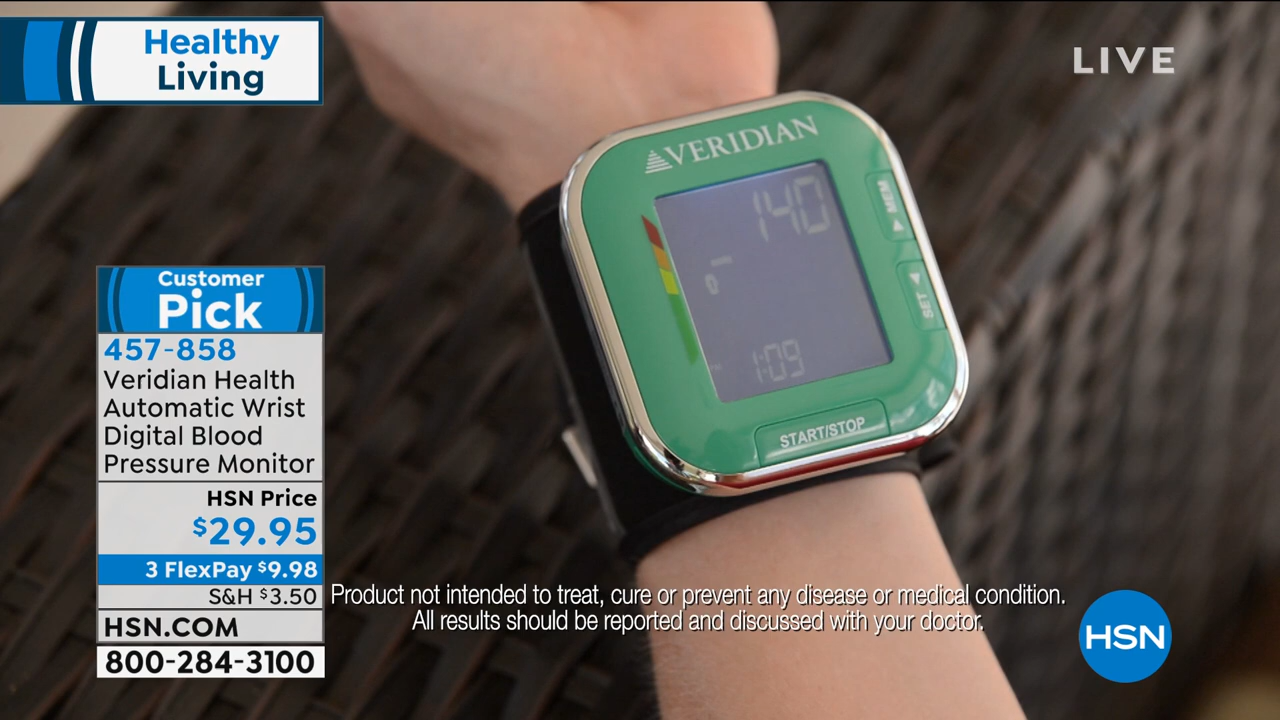 Healthy
Living
LIVE
VERIDIAN
140
MEM
0
SET
1:09
START/STOP
Customer
Pick
457-858
Veridian Health
Automatic Wrist
Digital Blood
Pressure Monitor
HSN Price
$29.95
3 FlexPay $9.98
S&H $3.50
HSN.COM
800-284-3100
Product not intended to treat, cure or prevent any disease or medical condition.
All results should be reported and discussed with your doctor.
HSN